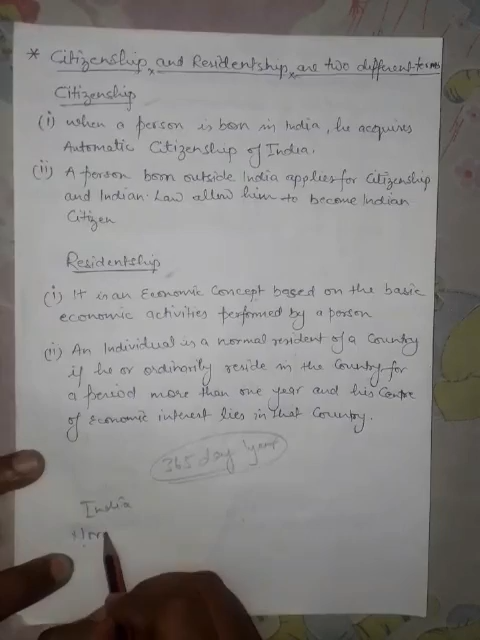 * Citizenship and Residentship are two different terms
Citizenship
(i) when a person is born in India, he acquires
Automatic Citizenship of India.
(ii) A person born outside India applies for Citizenship
and Indian Law allow him to become Indian
Citizen
Residentship
(i) It is an Economic Concept based on the basic
economic activities performed by a person
(ii) An Individual is a normal resident of a Country
if he or ordinarily reside in the Country for
a period more than one year and his Centre
of Economic interest lies in that Country.
365 day 1year
India